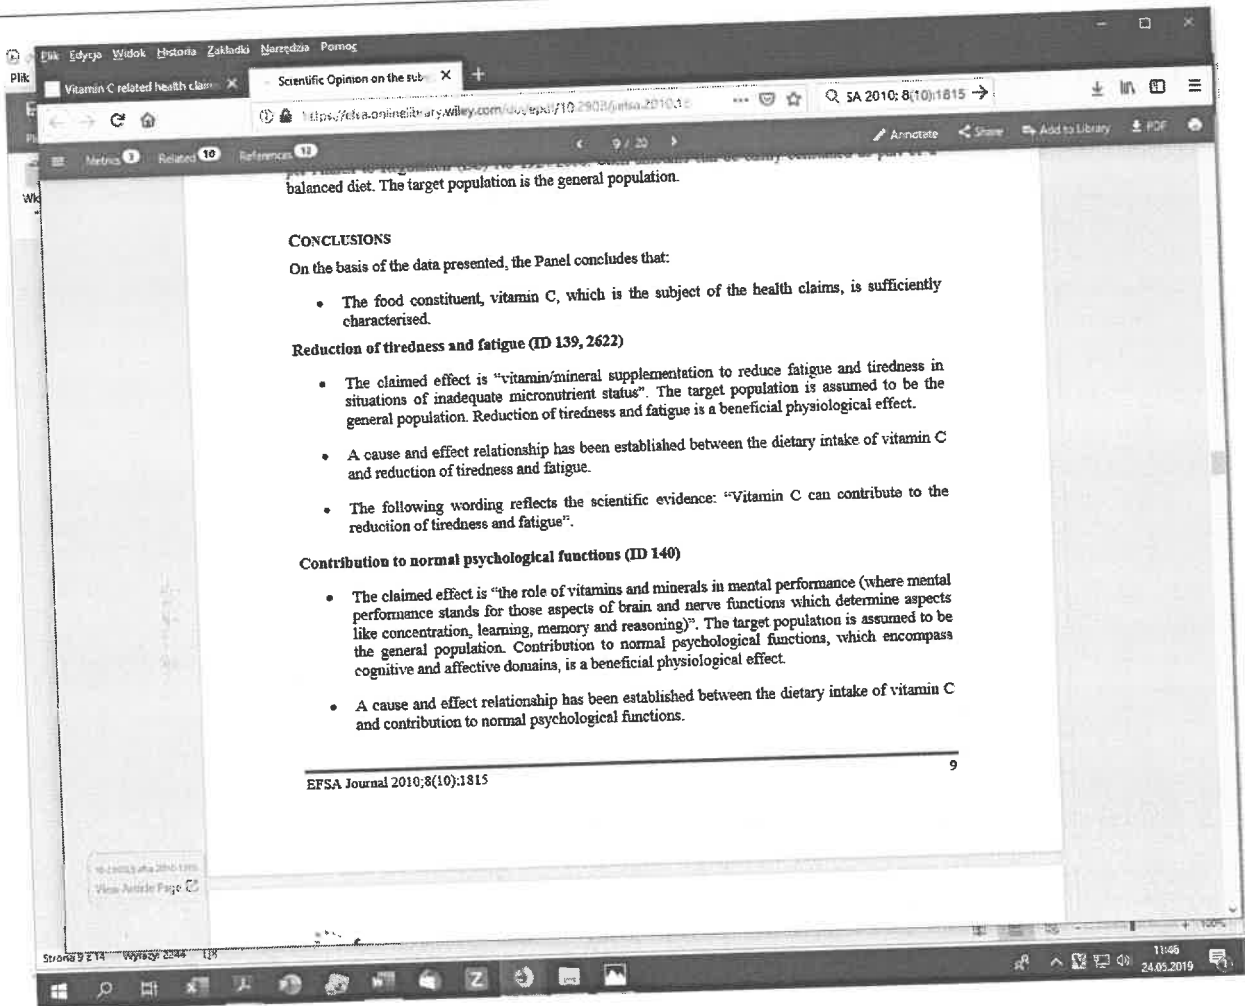 Plik Edycja Widok Historia Zakładki Narzędzia Pomoc
Plik
Vitamin C related health claim
Scientific Opinion on the sub
SA 2010; 8(10):1815
Metrics 3 Related 10 References 12
9 / 20
Annotate Share Add to Library PDF
balanced diet. The target population is the general population.
CONCLUSIONS
On the basis of the data presented, the Panel concludes that:
• The food constituent, vitamin C, which is the subject of the health claims, is sufficiently
characterised.
Reduction of tiredness and fatigue (ID 139, 2622)
• The claimed effect is “vitamin/mineral supplementation to reduce fatigue and tiredness in
situations of inadequate micronutrient status”. The target population is assumed to be the
general population. Reduction of tiredness and fatigue is a beneficial physiological effect.
• A cause and effect relationship has been established between the dietary intake of vitamin C
and reduction of tiredness and fatigue.
• The following wording reflects the scientific evidence: “Vitamin C can contribute to the
reduction of tiredness and fatigue”.
Contribution to normal psychological functions (ID 140)
• The claimed effect is “the role of vitamins and minerals in mental performance (where mental
performance stands for those aspects of brain and nerve functions which determine aspects
like concentration, learning, memory and reasoning)”. The target population is assumed to be
the general population. Contribution to normal psychological functions, which encompass
cognitive and affective domains, is a beneficial physiological effect.
• A cause and effect relationship has been established between the dietary intake of vitamin C
and contribution to normal psychological functions.
EFSA Journal 2010;8(10):1815
9
View Article Page
Strona 9 z 14 Wyrazy: 2244
100%
11:46
24.05.2019